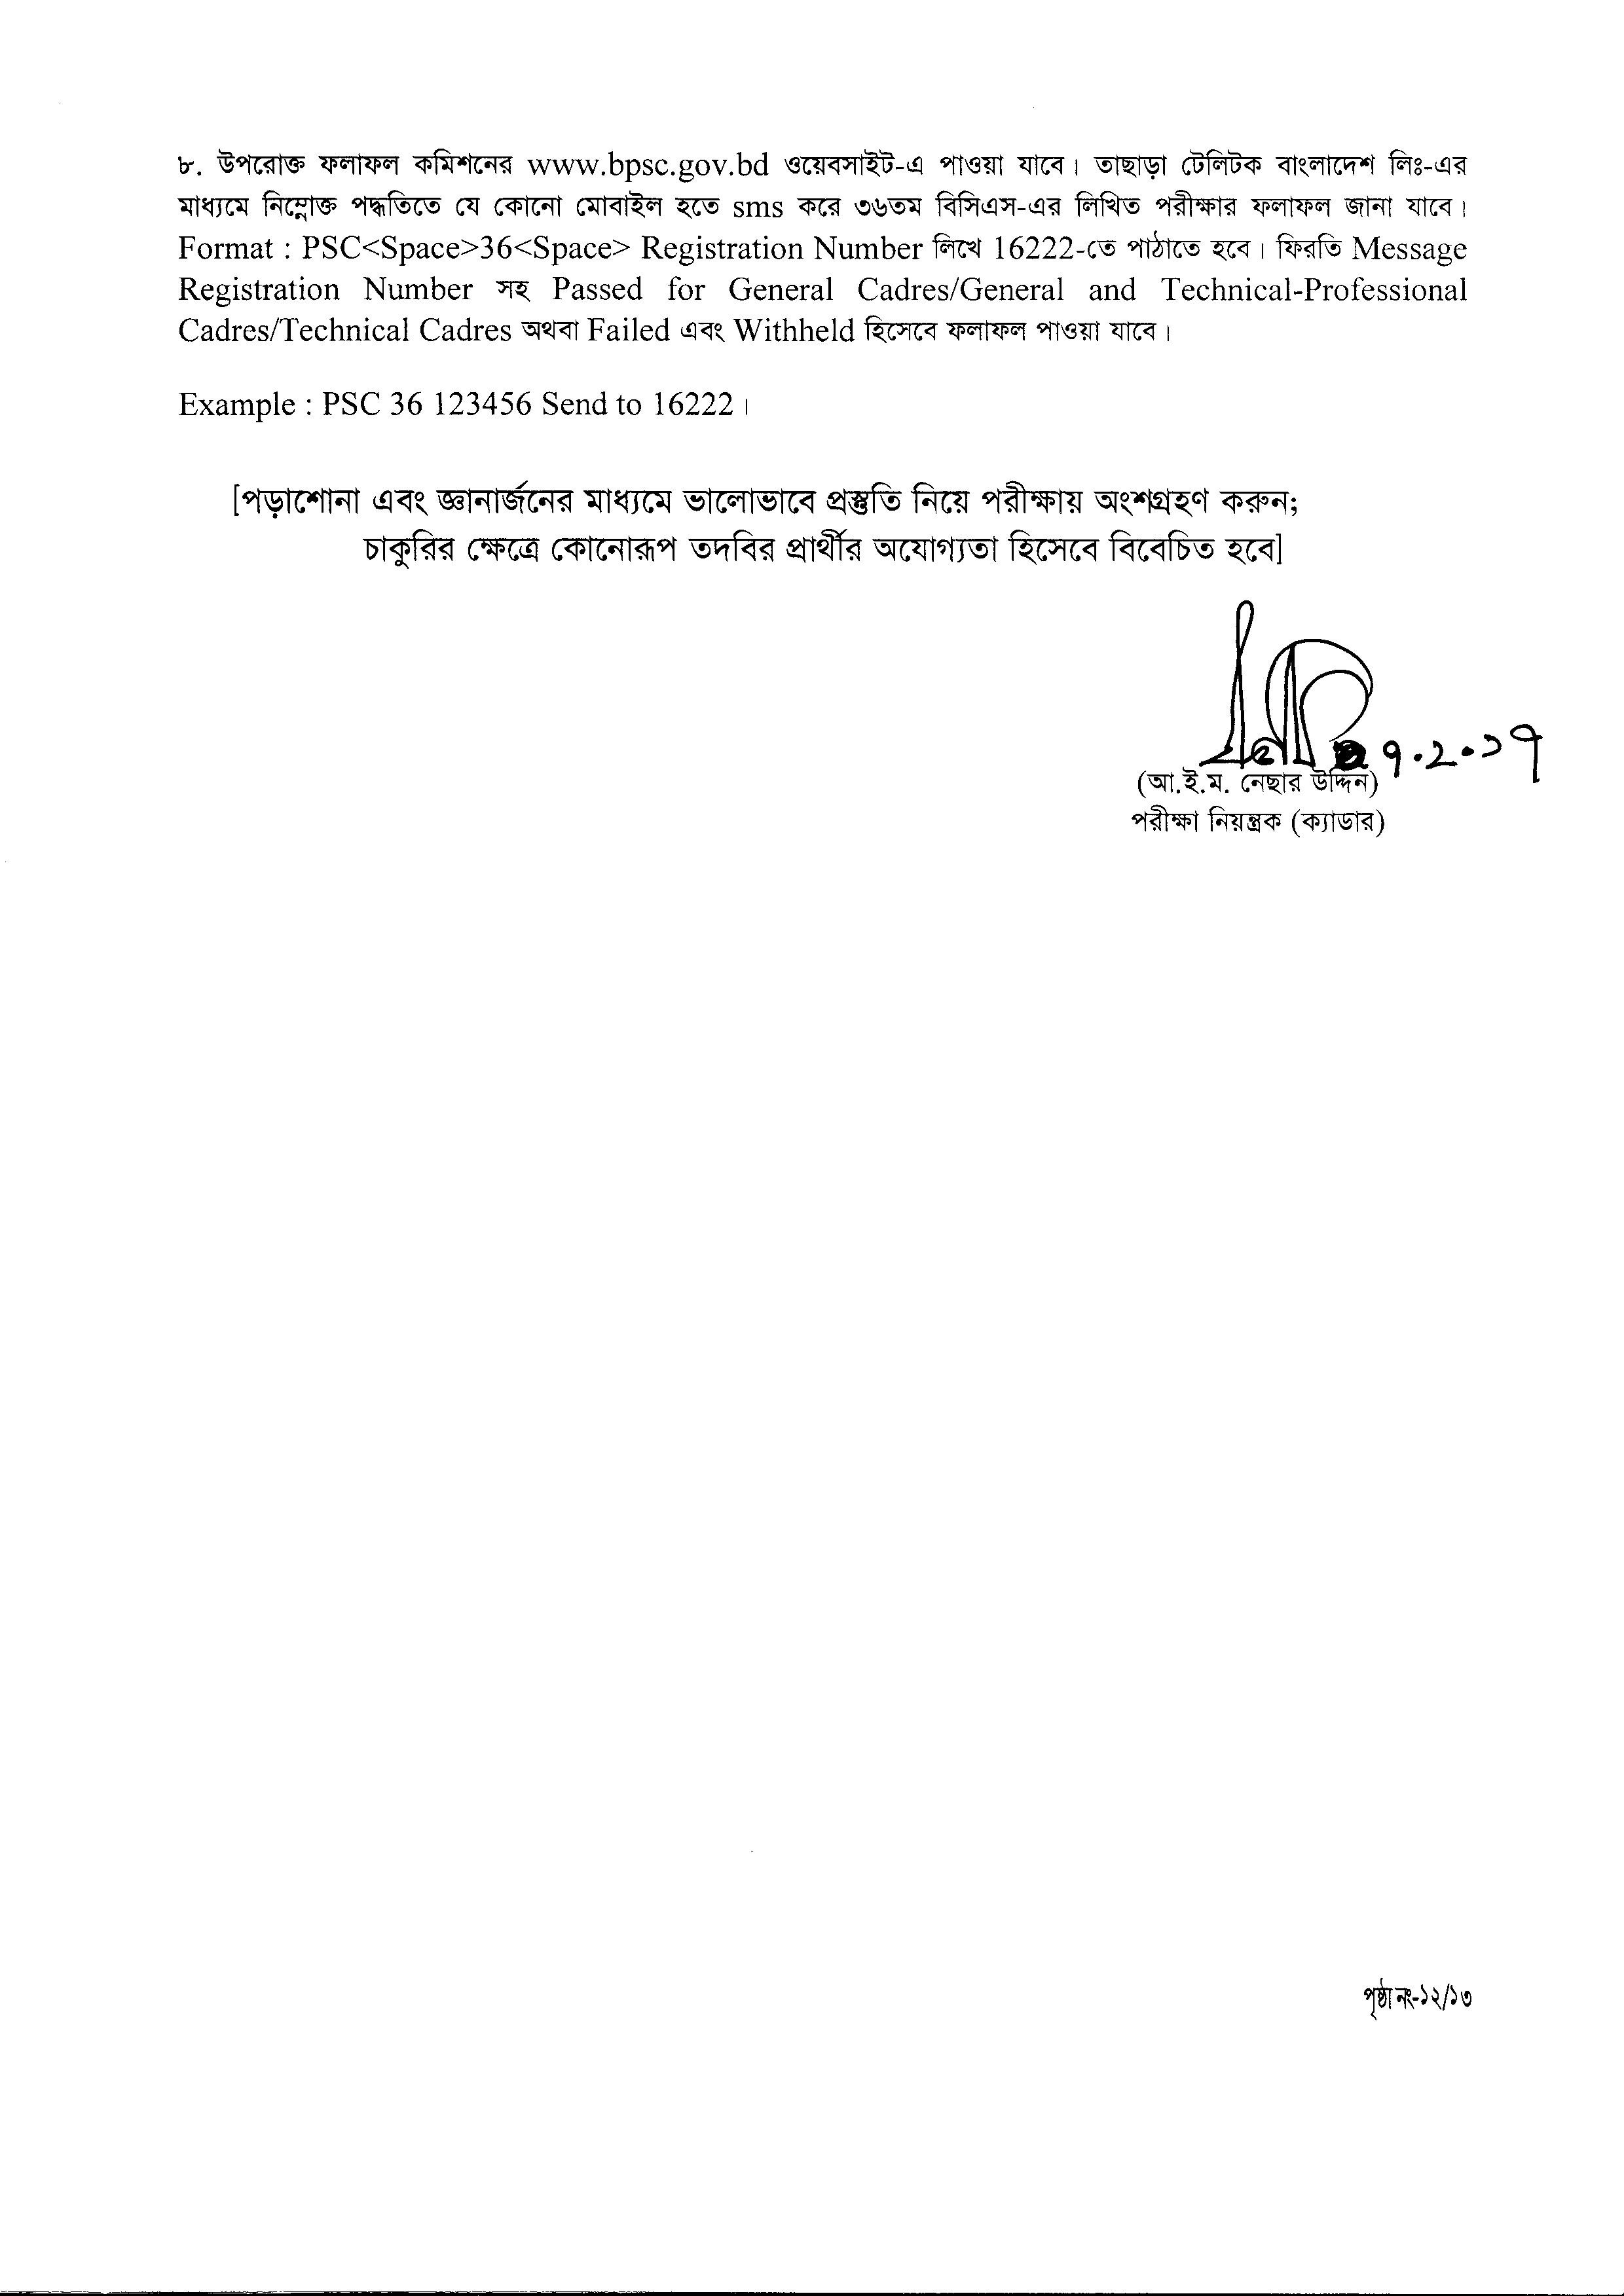 ৮. উপরোক্ত ফলাফল কমিশনের www.bpsc.gov.bd ওয়েবসাইট-এ পাওয়া যাবে। তাছাড়া টেলিটক বাংলাদেশ লিঃ-এর
মাধ্যমে নিম্নোক্ত পদ্ধতিতে যে কোনো মোবাইল হতে sms করে ৩৬তম বিসিএস-এর লিখিত পরীক্ষার ফলাফল জানা যাবে।
Format : PSC<Space>36<Space> Registration Number লিখে 16222-তে পাঠাতে হবে। ফিরতি Message
Registration Number সহ Passed for General Cadres/General and Technical-Professional
Cadres/Technical Cadres অথবা Failed এবং Withheld হিসেবে ফলাফল পাওয়া যাবে।
Example : PSC 36 123456 Send to 16222।
[পড়াশোনা এবং জ্ঞানার্জনের মাধ্যমে ভালোভাবে প্রস্তুতি নিয়ে পরীক্ষায় অংশগ্রহণ করুন;
চাকুরির ক্ষেত্রে কোনোরূপ তদবির প্রার্থীর অযোগ্যতা হিসেবে বিবেচিত হবে]
৭.২.১৭
(আ.ই.ম. নেছার উদ্দিন)
পরীক্ষা নিয়ন্ত্রক (ক্যাডার)
পৃষ্ঠা নং-১২/১৩